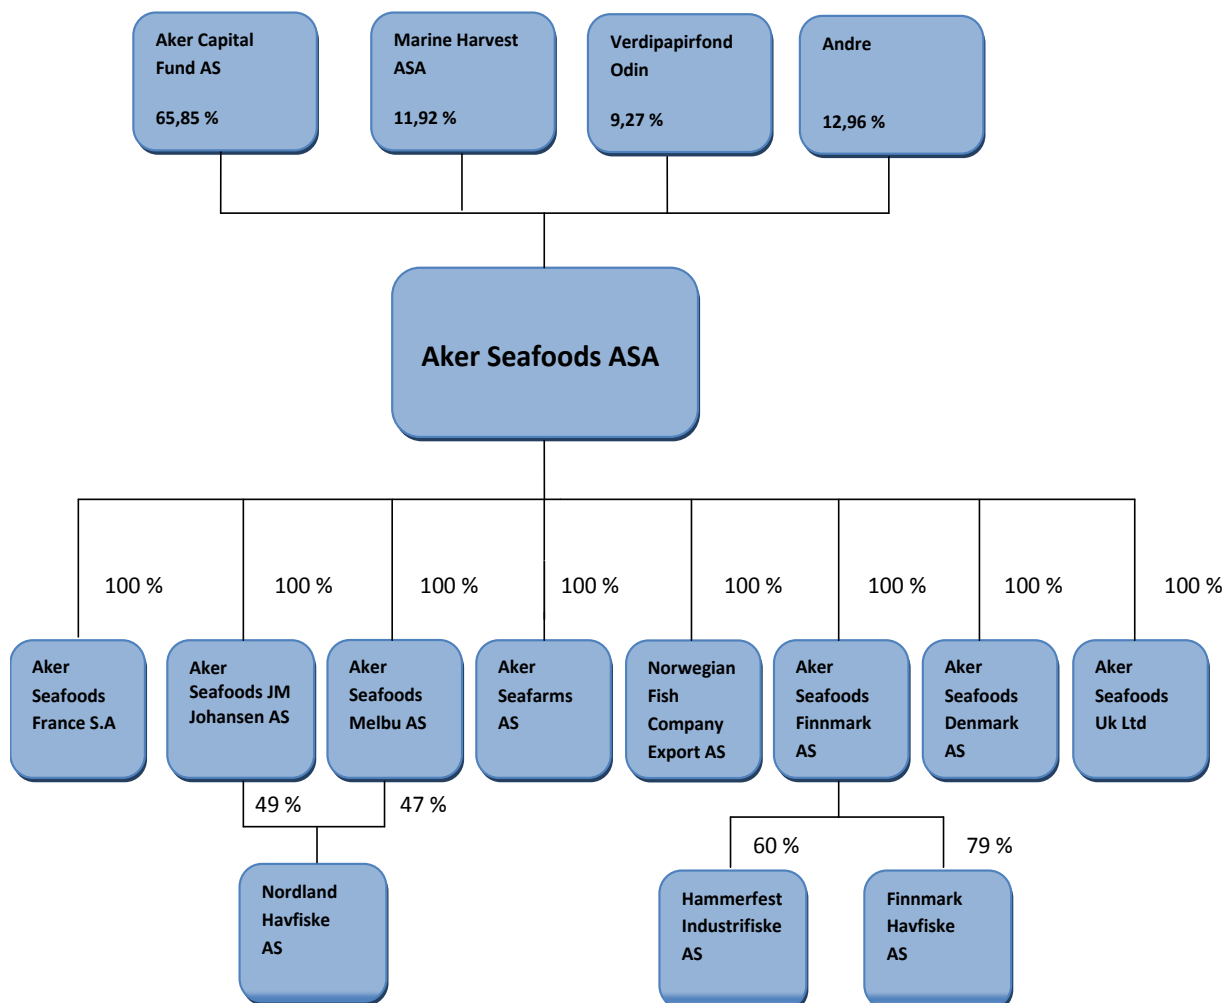 Aker Capital
Fund AS
65,85 %
Marine Harvest
ASA
11,92 %
Verdipapirfond
Odin
9,27 %
Andre
12,96 %
Aker Seafoods ASA
100 %
100 %
100 %
100 %
100 %
100 %
100 %
100 %
Aker
Seafoods
France S.A
Aker
Seafoods JM
Johansen AS
Aker
Seafoods
Melbu AS
Aker
Seafarms
AS
Norwegian
Fish
Company
Export AS
Aker
Seafoods
Finnmark
AS
Aker
Seafoods
Denmark
AS
Aker
Seafoods
Uk Ltd
49 %
47 %
60 %
79 %
Nordland
Havfiske
AS
Hammerfest
Industrifiske
AS
Finnmark
Havfiske
AS